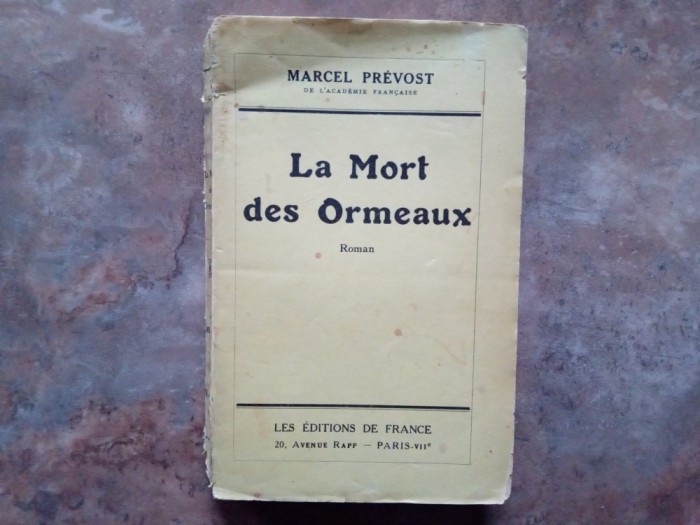 MARCEL PRÉVOST
DE L'ACADÉMIE FRANÇAISE
La Mort
des Ormeaux
Roman
LES ÉDITIONS DE FRANCE
20, AVENUE RAPP — PARIS-VIIᵉ